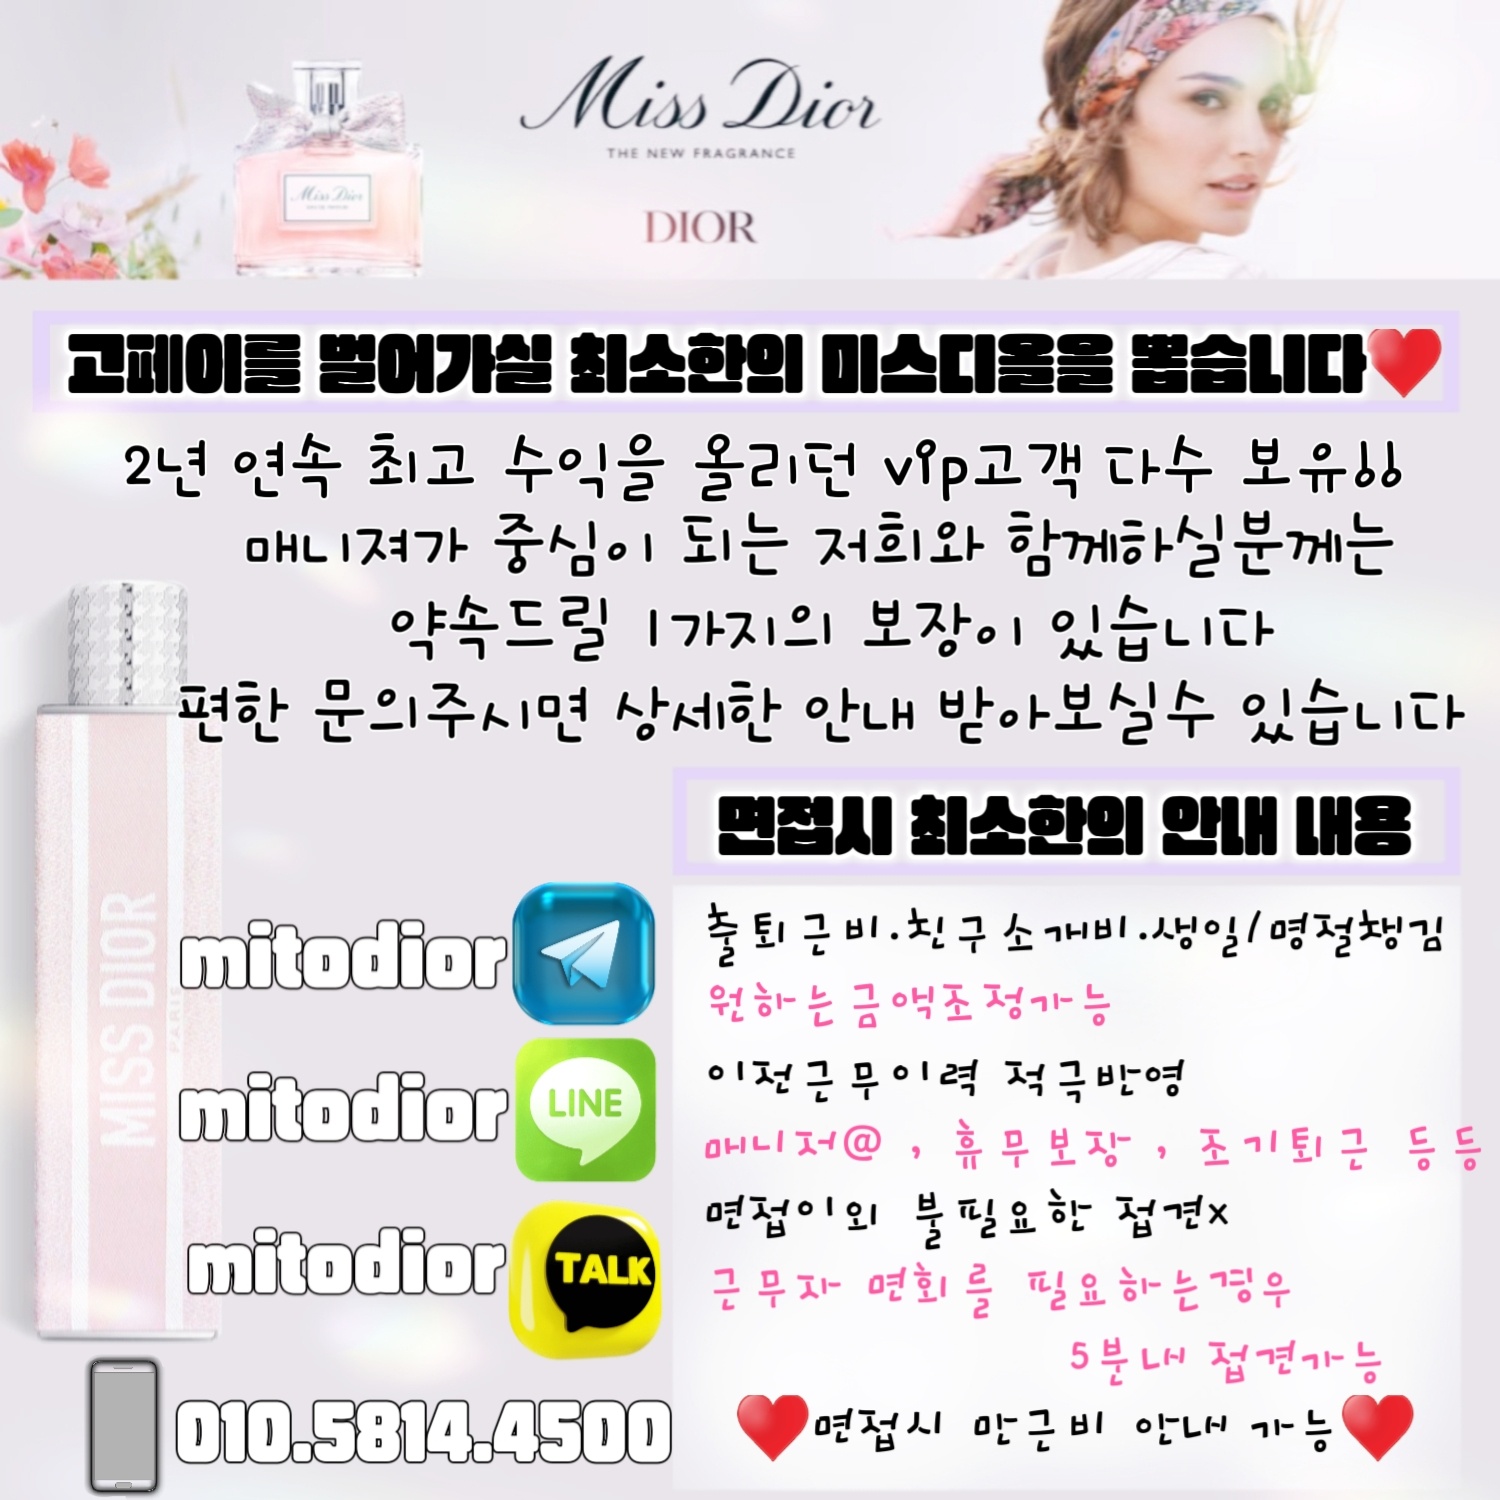 Miss Dior
THE NEW FRAGRANCE
DIOR
Miss Dior
고페이를 벌어가실 최소한의 미스디올을 뽑습니다
2년 연속 최고 수익을 올리던 vip고객 다수 보유!!
매니져가 중심이 되는 저희와 함께하실분께는
약속드릴 1가지의 보장이 있습니다
편한 문의주시면 상세한 안내 받아보실수 있습니다
MISS DIOR
PARIS
면접시 최소한의 안내 내용
출퇴근비.친구소개비.생일/명절챙김
원하는금액조정가능
이전근무이력 적극반영
매니저@ , 휴무보장 , 조기퇴근 등등
면접이외 불필요한 접견x
근무자 면회를 필요하는경우
5분내 접견가능
면접시 만근비 안내 가능
mitodior
mitodior LINE
mitodior TALK
010.5814.4500